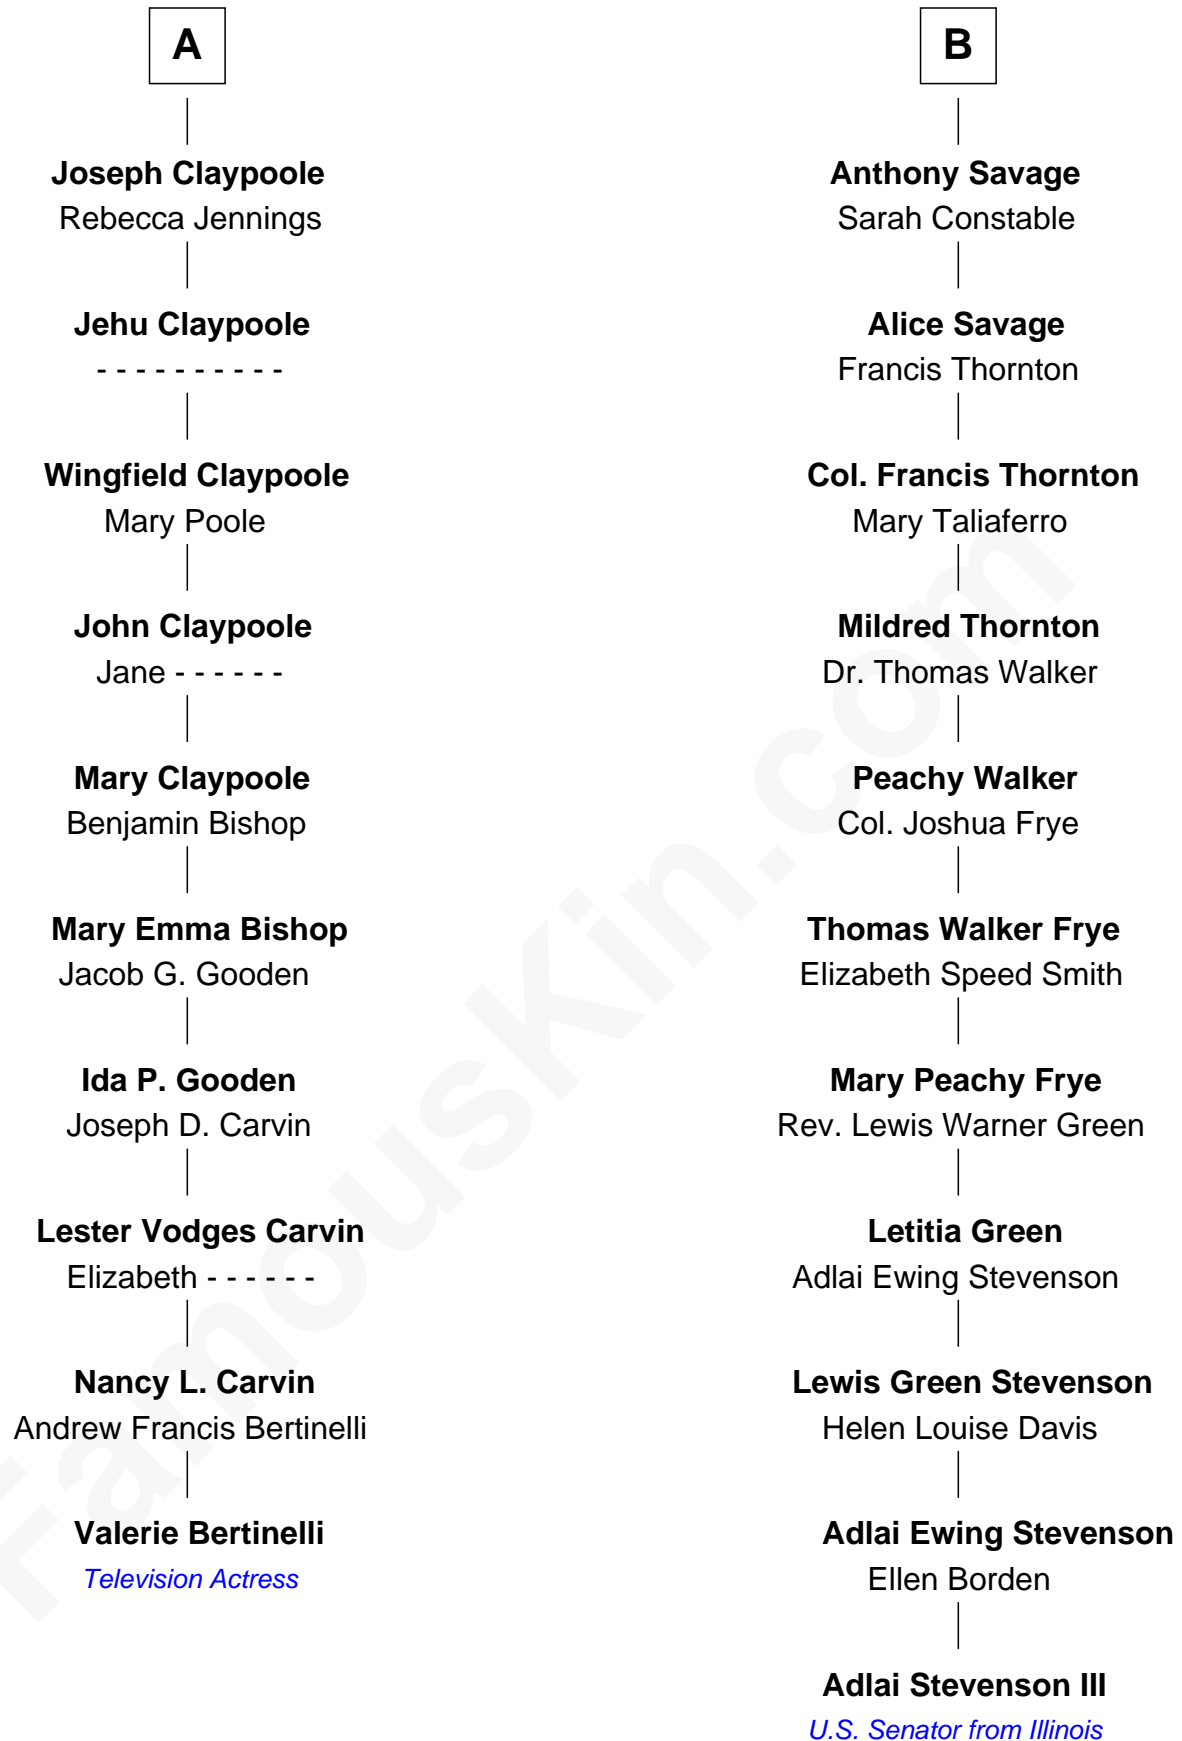 A
Joseph Claypoole
Rebecca Jennings
Jehu Claypoole
- - - - - - - - - -
Wingfield Claypoole
Mary Poole
John Claypoole
Jane - - - - - -
Mary Claypoole
Benjamin Bishop
Mary Emma Bishop
Jacob G. Gooden
Ida P. Gooden
Joseph D. Carvin
Lester Vodges Carvin
Elizabeth - - - - - -
Nancy L. Carvin
Andrew Francis Bertinelli
Valerie Bertinelli
Television Actress
B
Anthony Savage
Sarah Constable
Alice Savage
Francis Thornton
Col. Francis Thornton
Mary Taliaferro
Mildred Thornton
Dr. Thomas Walker
Peachy Walker
Col. Joshua Frye
Thomas Walker Frye
Elizabeth Speed Smith
Mary Peachy Frye
Rev. Lewis Warner Green
Letitia Green
Adlai Ewing Stevenson
Lewis Green Stevenson
Helen Louise Davis
Adlai Ewing Stevenson
Ellen Borden
Adlai Stevenson III
U.S. Senator from Illinois
FamousKin.com